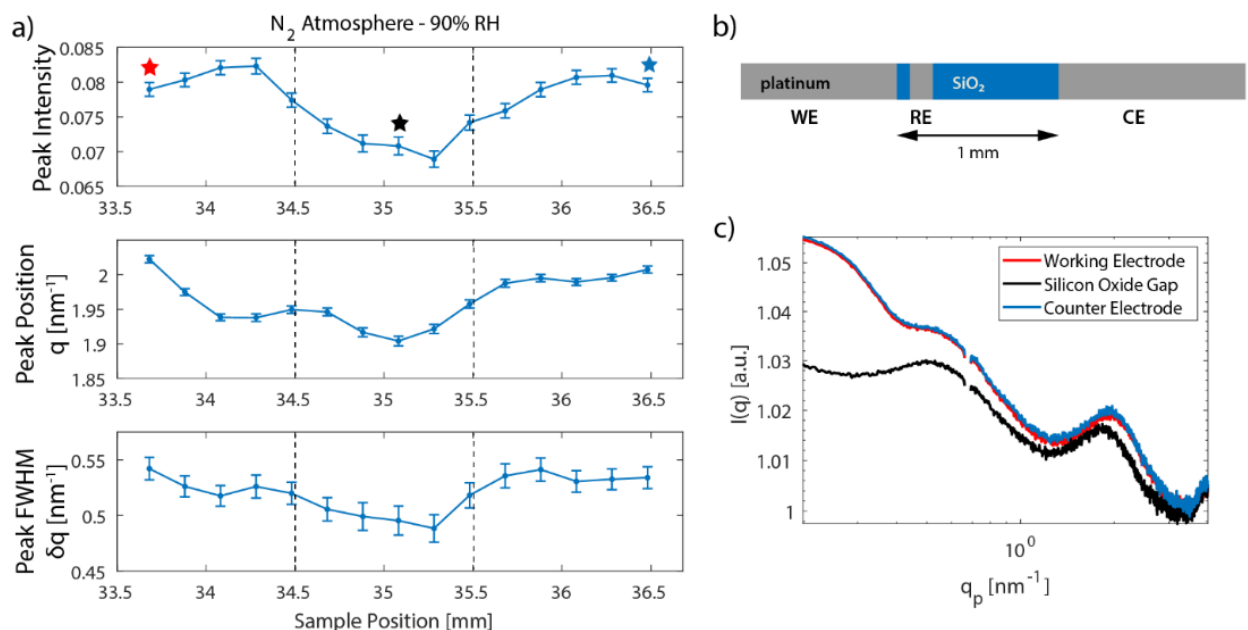 a)
N₂ Atmosphere - 90% RH
Peak Intensity
0.085
0.08
0.075
0.07
0.065
33.5 34 34.5 35 35.5 36 36.5
Peak Position
q [nm⁻¹]
2
1.95
1.9
1.85
33.5 34 34.5 35 35.5 36 36.5
Peak FWHM
δq [nm⁻¹]
0.55
0.5
0.45
33.5 34 34.5 35 35.5 36 36.5
Sample Position [mm]
b)
platinum SiO₂
WE RE CE
1 mm
c)
I(q) [a.u.]
1.05
1.04
1.03
1.02
1.01
1
Working Electrode
Silicon Oxide Gap
Counter Electrode
10⁰
qₚ [nm⁻¹]